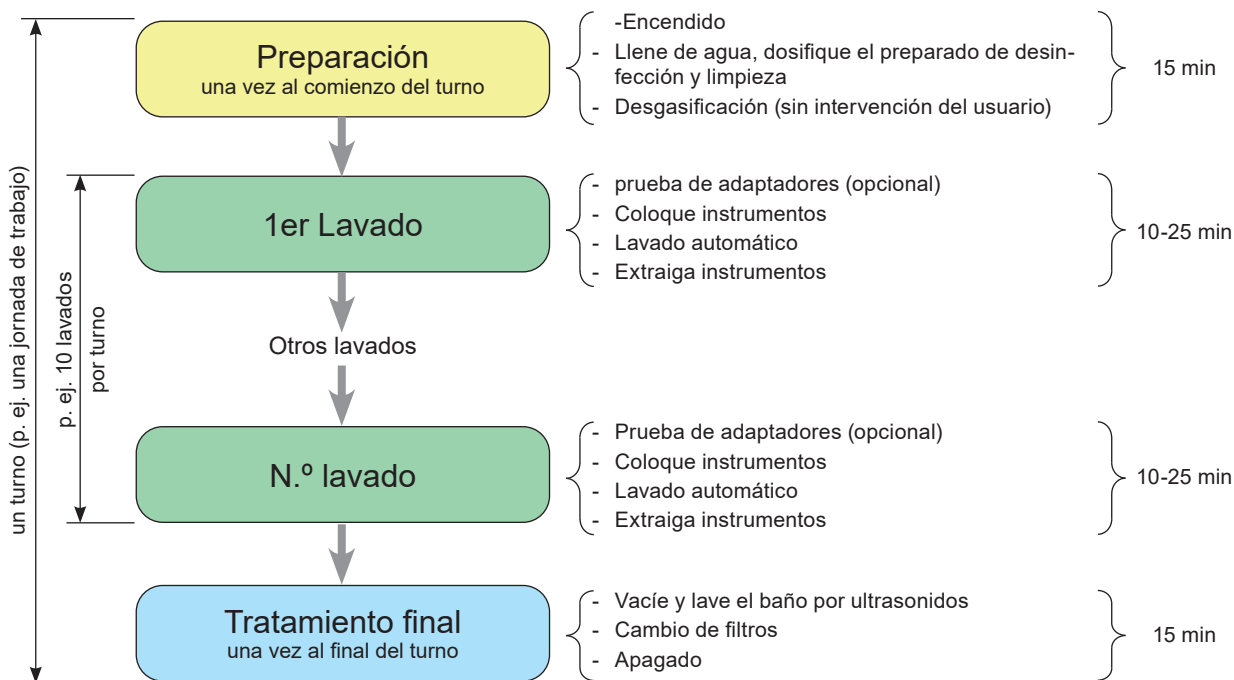 Preparación
una vez al comienzo del turno
-Encendido
- Llene de agua, dosifique el preparado de desin-
fección y limpieza
- Desgasificación (sin intervención del usuario)
15 min
un turno (p. ej. una jornada de trabajo)
p. ej. 10 lavados
por turno
1er Lavado
- prueba de adaptadores (opcional)
- Coloque instrumentos
- Lavado automático
- Extraiga instrumentos
10-25 min
Otros lavados
N.º lavado
- Prueba de adaptadores (opcional)
- Coloque instrumentos
- Lavado automático
- Extraiga instrumentos
10-25 min
Tratamiento final
una vez al final del turno
- Vacíe y lave el baño por ultrasonidos
- Cambio de filtros
- Apagado
15 min